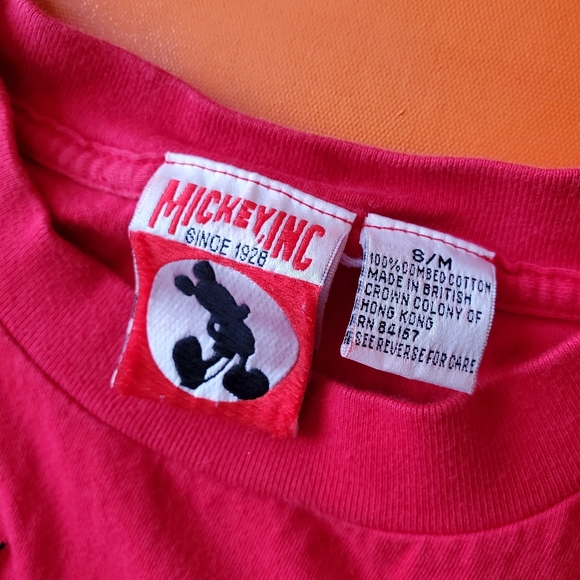 MICKEY, INC
SINCE 1928
S/M
100% COMBED COTTON
MADE IN BRITISH
CROWN COLONY OF
HONG KONG
RN 84157
SEE REVERSE FOR CARE